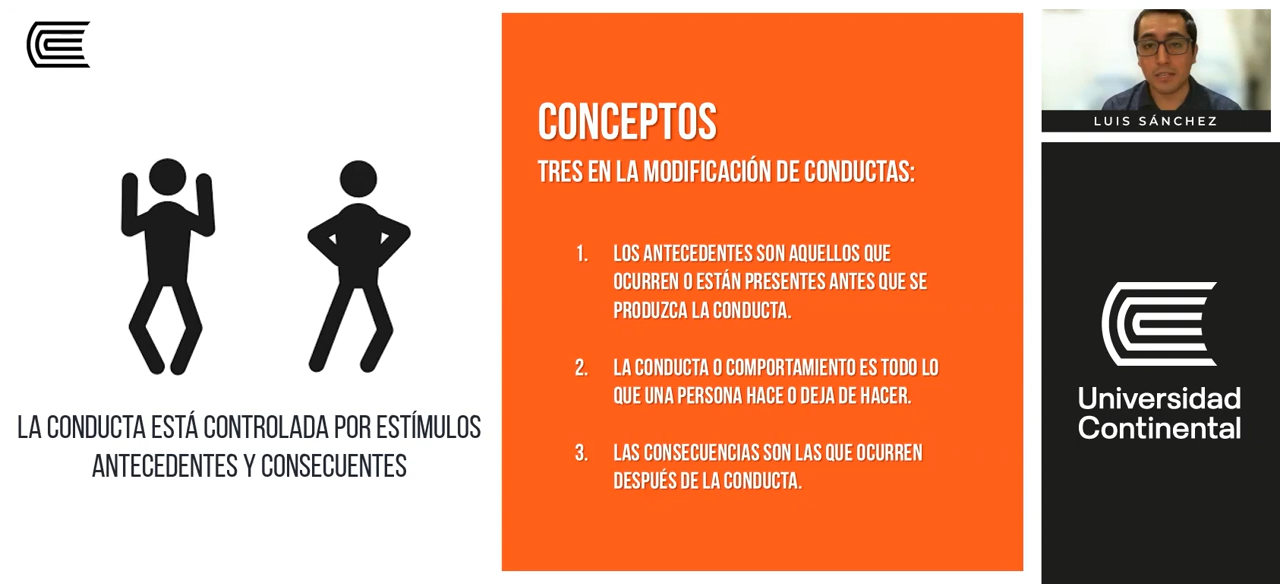 LA CONDUCTA ESTÁ CONTROLADA POR ESTÍMULOS
ANTECEDENTES Y CONSECUENTES
CONCEPTOS
TRES EN LA MODIFICACIÓN DE CONDUCTAS:
1. LOS ANTECEDENTES SON AQUELLOS QUE
OCURREN O ESTÁN PRESENTES ANTES QUE SE
PRODUZCA LA CONDUCTA.
2. LA CONDUCTA O COMPORTAMIENTO ES TODO LO
QUE UNA PERSONA HACE O DEJA DE HACER.
3. LAS CONSECUENCIAS SON LAS QUE OCURREN
DESPUÉS DE LA CONDUCTA.
LUIS SÁNCHEZ
Universidad
Continental